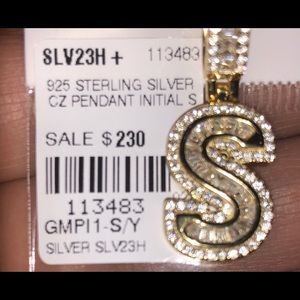 SLV23H + 113483
925 STERLING SILVER
CZ PENDANT INITIAL S
SALE $230
113483
GMPI1-S/Y
SILVER SLV23H
S